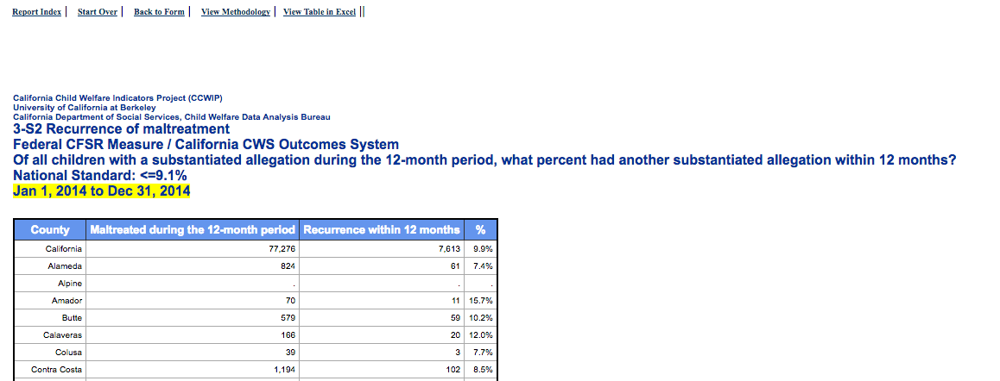 Report Index | Start Over | Back to Form | View Methodology | View Table in Excel ||
California Child Welfare Indicators Project (CCWIP)
University of California at Berkeley
California Department of Social Services, Child Welfare Data Analysis Bureau
3-S2 Recurrence of maltreatment
Federal CFSR Measure / California CWS Outcomes System
Of all children with a substantiated allegation during the 12-month period, what percent had another substantiated allegation within 12 months?
National Standard: <=9.1%
Jan 1, 2014 to Dec 31, 2014
County Maltreated during the 12-month period Recurrence within 12 months %
California 77,276 7,613 9.9%
Alameda 824 61 7.4%
Alpine . . .
Amador 70 11 15.7%
Butte 579 59 10.2%
Calaveras 166 20 12.0%
Colusa 39 3 7.7%
Contra Costa 1,194 102 8.5%